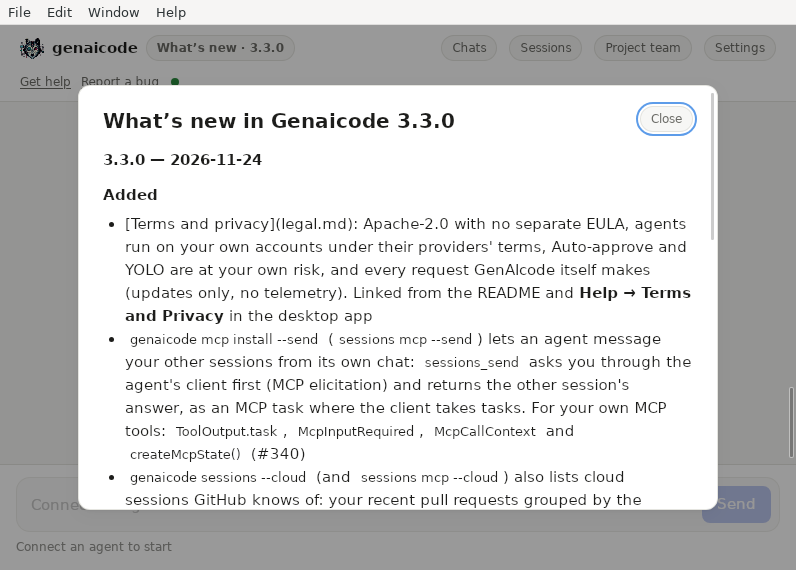 File Edit Window Help
genaicode What's new · 3.3.0 Chats Sessions Project team Settings
Get help Report a bug
What's new in Genaicode 3.3.0 Close
3.3.0 — 2026-11-24
Added
• [Terms and privacy](legal.md): Apache-2.0 with no separate EULA, agents
run on your own accounts under their providers' terms, Auto-approve and
YOLO are at your own risk, and every request GenAIcode itself makes
(updates only, no telemetry). Linked from the README and Help → Terms
and Privacy in the desktop app
• genaicode mcp install --send ( sessions mcp --send ) lets an agent message
your other sessions from its own chat: sessions_send asks you through the
agent's client first (MCP elicitation) and returns the other session's
answer, as an MCP task where the client takes tasks. For your own MCP
tools: ToolOutput.task , McpInputRequired , McpCallContext and
createMcpState() (#340)
• genaicode sessions --cloud (and sessions mcp --cloud ) also lists cloud
sessions GitHub knows of: your recent pull requests grouped by the
Send
Connect an agent to start